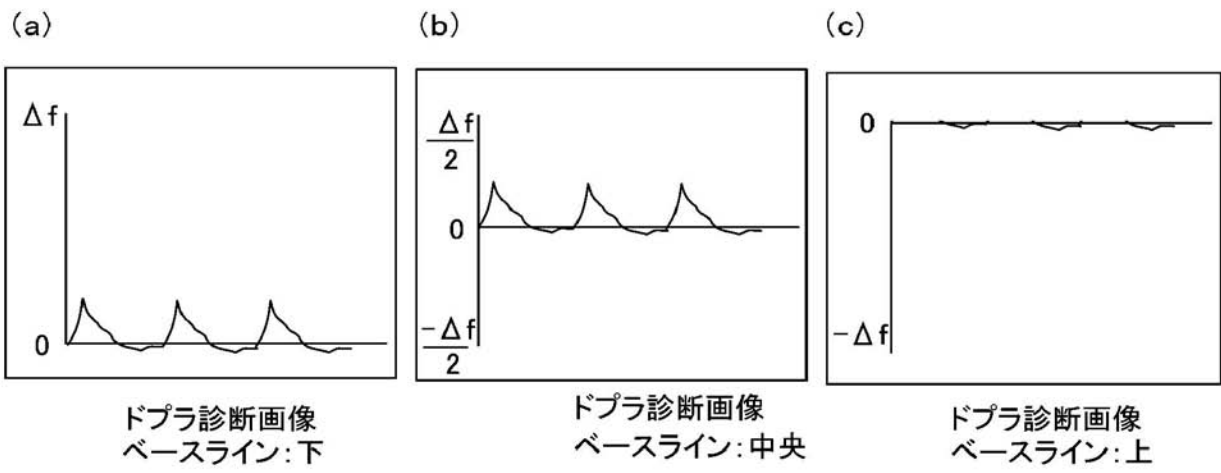 (a)
Δf
0
ドプラ診断画像
ベースライン:下
(b)
Δf
2
0
-Δf
2
ドプラ診断画像
ベースライン:中央
(c)
0
-Δf
ドプラ診断画像
ベースライン:上